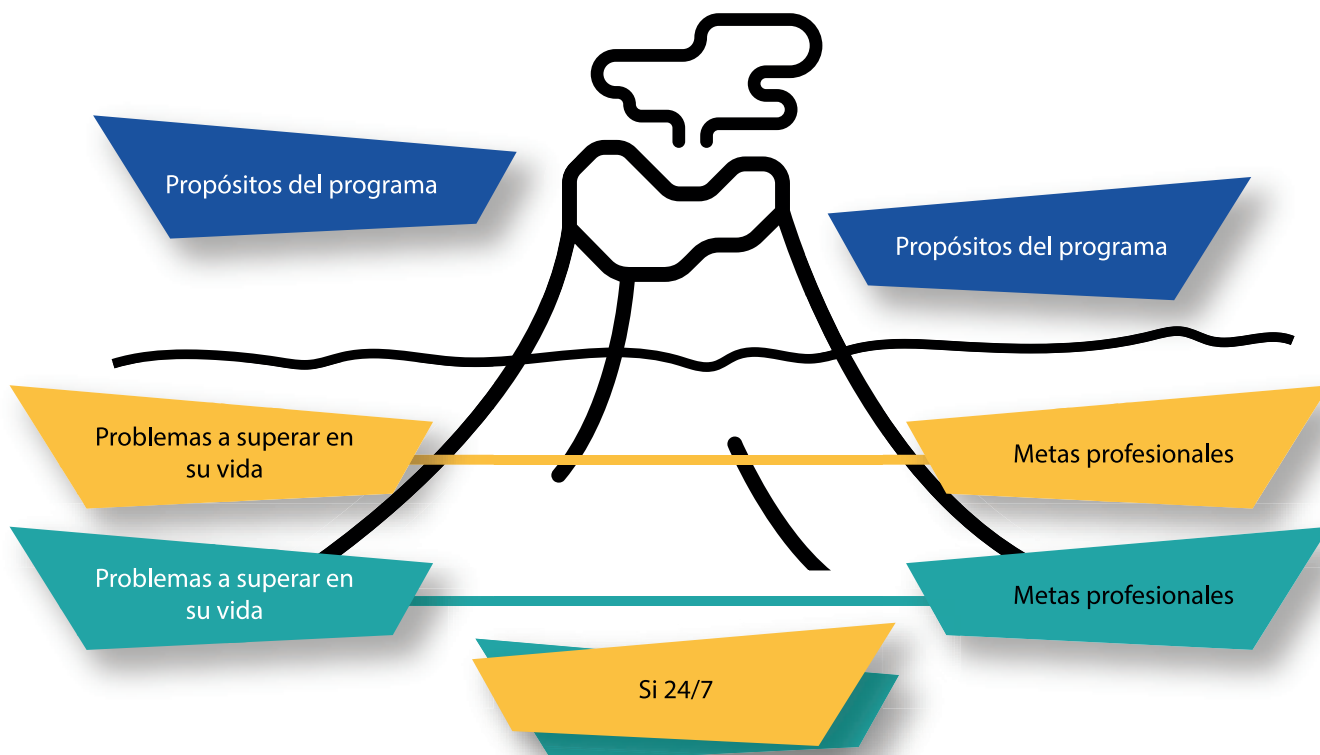 Propósitos del programa
Propósitos del programa
Problemas a superar en
su vida
Metas profesionales
Problemas a superar en
su vida
Metas profesionales
Si 24/7